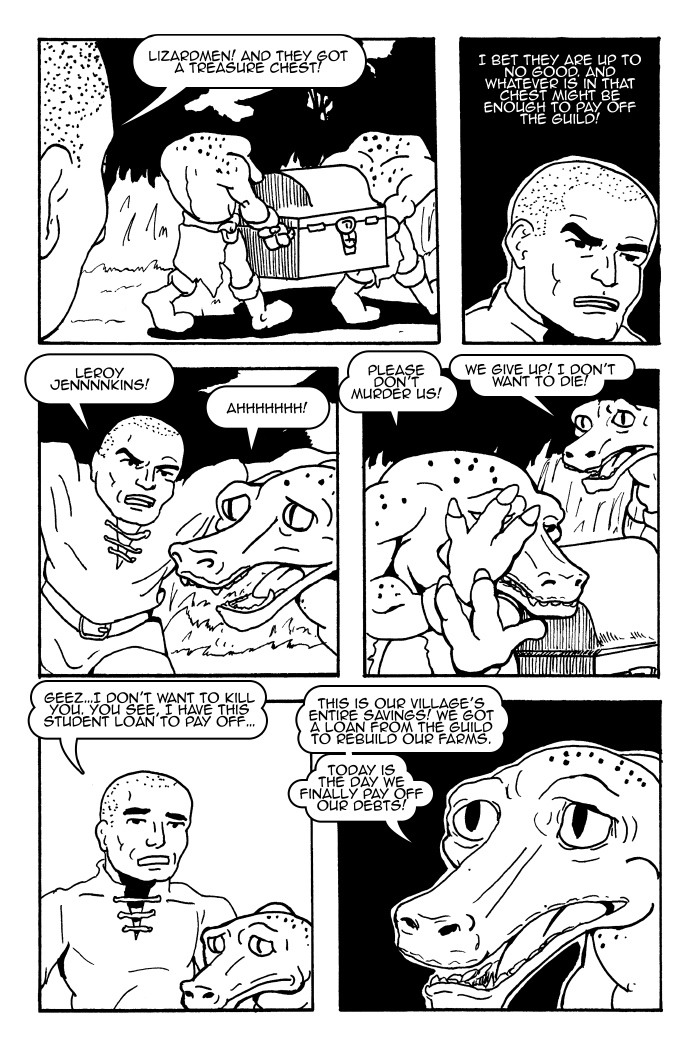 LIZARDMEN! AND THEY GOT
A TREASURE CHEST!
I BET THEY ARE UP TO
NO GOOD. AND
WHATEVER IS IN THAT
CHEST MIGHT BE
ENOUGH TO PAY OFF
THE GUILD!
LEROY
JENNNNKINS!
AHHHHHHH!
PLEASE
DON'T
MURDER US!
WE GIVE UP! I DON'T
WANT TO DIE!
GEEZ...I DON'T WANT TO KILL
YOU. YOU SEE, I HAVE THIS
STUDENT LOAN TO PAY OFF...
THIS IS OUR VILLAGE'S
ENTIRE SAVINGS! WE GOT
A LOAN FROM THE GUILD
TO REBUILD OUR FARMS.
TODAY IS
THE DAY WE
FINALLY PAY OFF
OUR DEBTS!